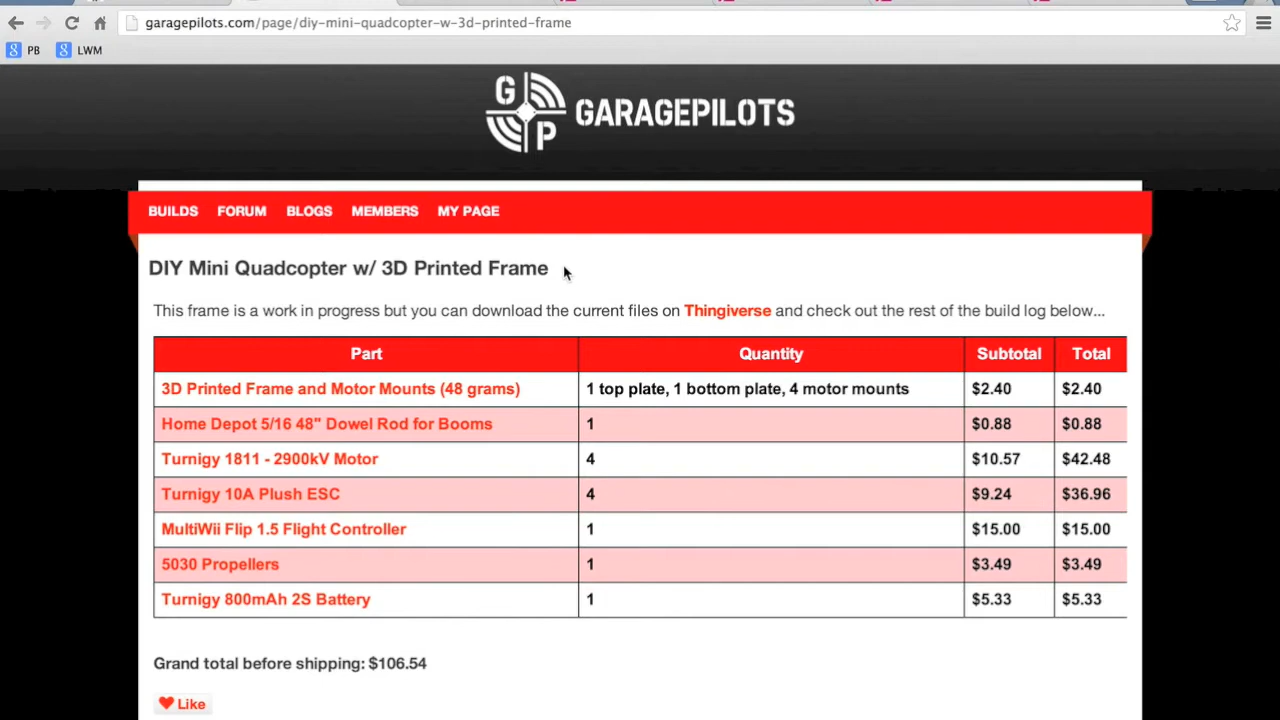 garagepilots.com/page/diy-mini-quadcopter-w-3d-printed-frame
8 PB 8 LWM
G P GARAGEPILOTS
BUILDS FORUM BLOGS MEMBERS MY PAGE
DIY Mini Quadcopter w/ 3D Printed Frame
This frame is a work in progress but you can download the current files on Thingiverse and check out the rest of the build log below...
Part Quantity Subtotal Total
3D Printed Frame and Motor Mounts (48 grams) 1 top plate, 1 bottom plate, 4 motor mounts $2.40 $2.40
Home Depot 5/16 48" Dowel Rod for Booms 1 $0.88 $0.88
Turnigy 1811 - 2900kV Motor 4 $10.57 $42.48
Turnigy 10A Plush ESC 4 $9.24 $36.96
MultiWii Flip 1.5 Flight Controller 1 $15.00 $15.00
5030 Propellers 1 $3.49 $3.49
Turnigy 800mAh 2S Battery 1 $5.33 $5.33
Grand total before shipping: $106.54
Like